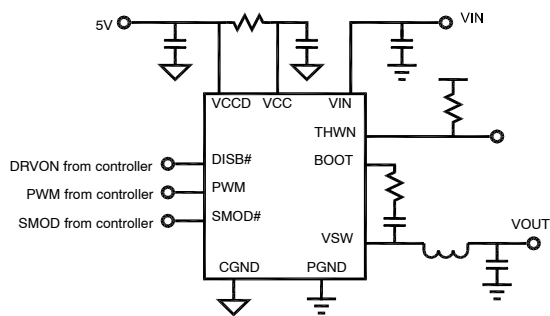 5V
VIN
VCCD VCC VIN
THWN
DRVON from controller DISB# BOOT
PWM from controller PWM
SMOD from controller SMOD#
VSW VOUT
CGND PGND